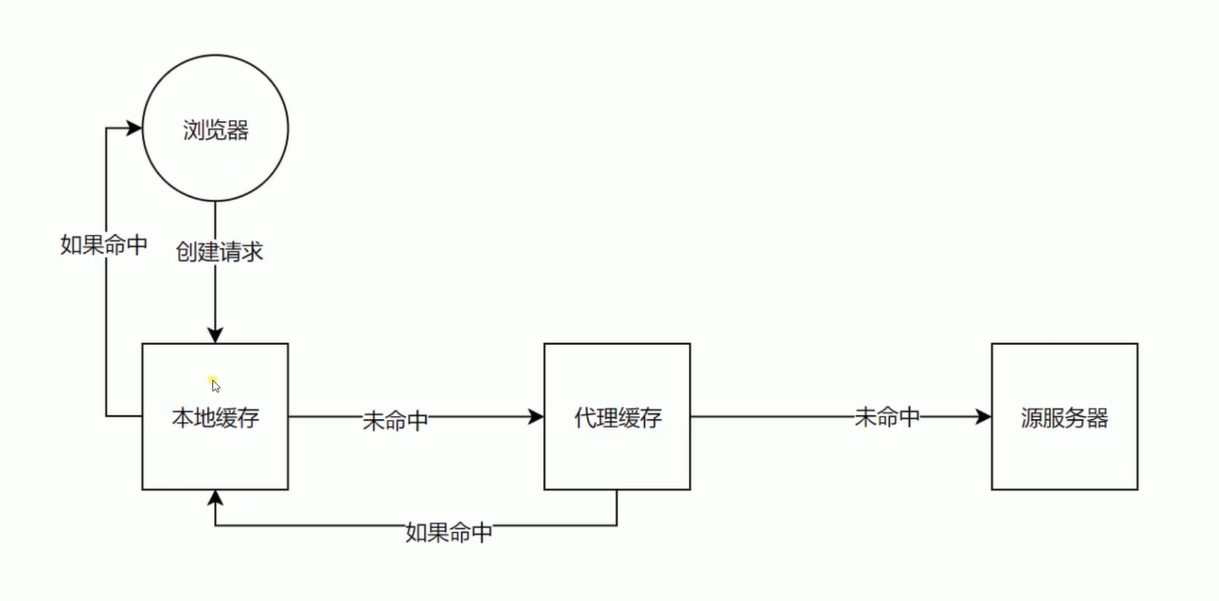 浏览器
如果命中
创建请求
本地缓存
未命中
代理缓存
未命中
源服务器
如果命中